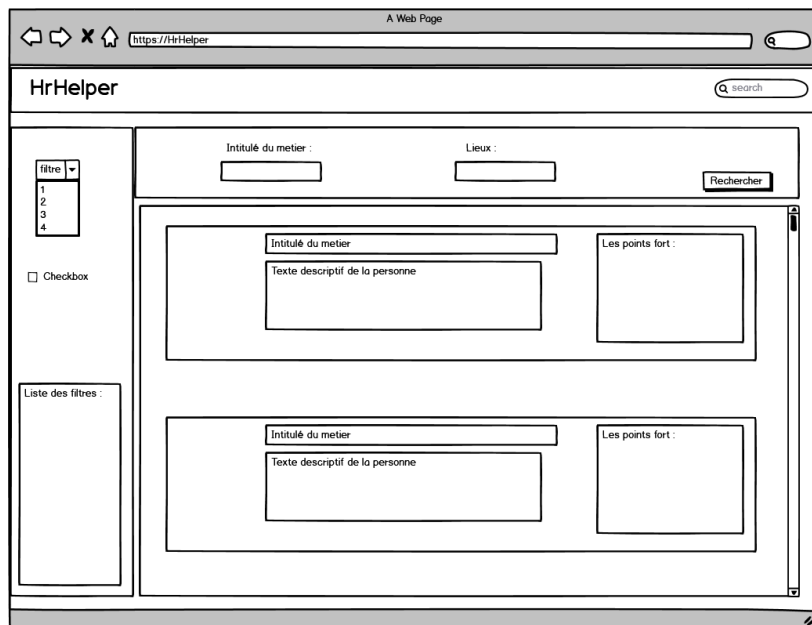 A Web Page
https://HrHelper
HrHelper
search
filtre
1
2
3
4
Checkbox
Liste des filtres :
Intitulé du metier :
Lieux :
Rechercher
Intitulé du metier
Texte descriptif de la personne
Les points fort :
Intitulé du metier
Texte descriptif de la personne
Les points fort :